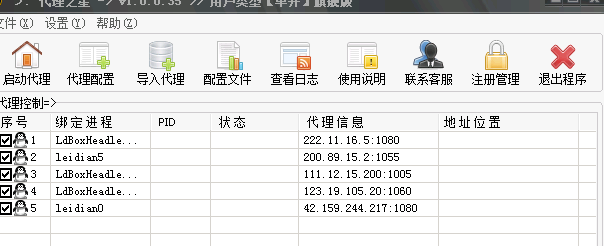 代理之星 -> v1.0.0.35 // 用户类型【单开】旗舰版
文件(X) 设置(Y) 帮助(Z)
启动代理 代理配置 导入代理 配置文件 查看日志 使用说明 联系客服 注册管理 退出程序
代理控制=>
序号 绑定进程 PID 状态 代理信息 地址位置
1 LdBoxHeadle... 222.11.16.5:1080
2 leidian5 200.89.15.2:1055
3 LdBoxHeadle... 111.12.15.200:1005
4 LdBoxHeadle... 123.19.105.20:1060
5 leidian0 42.159.244.217:1080